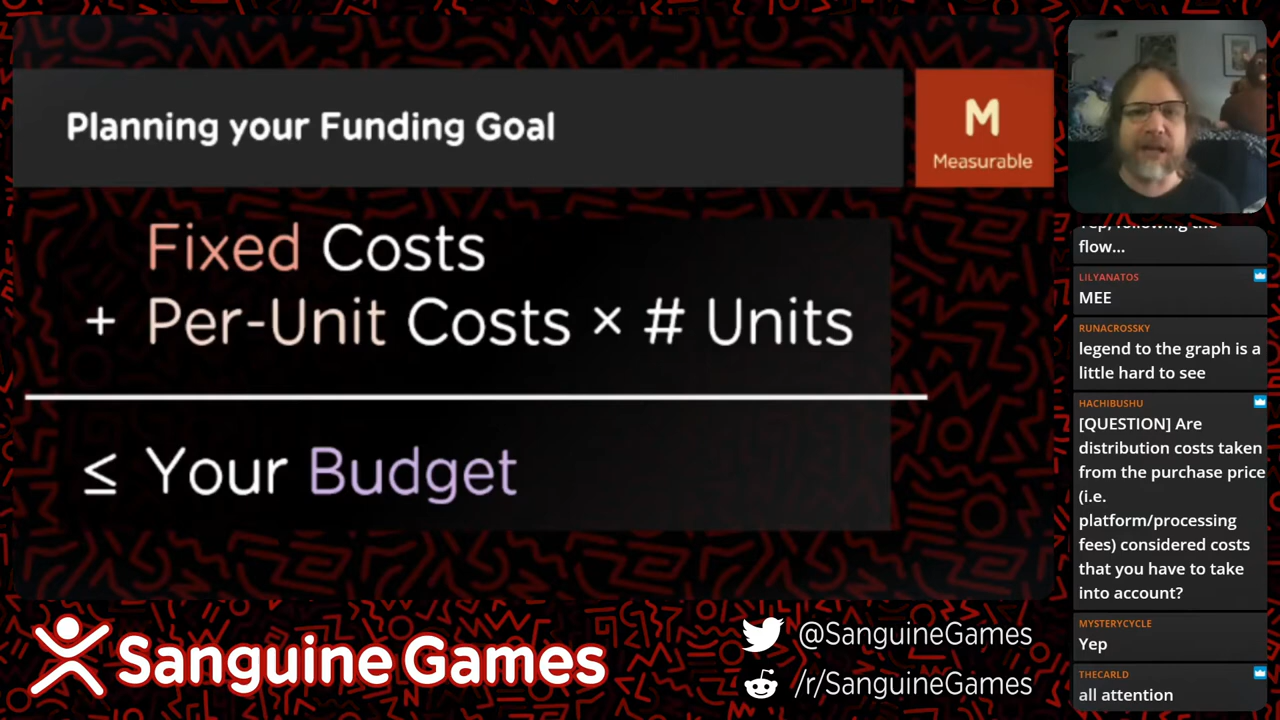 Planning your Funding Goal
M
Measurable
Fixed Costs
+ Per-Unit Costs × # Units
≤ Your Budget
Sanguine Games
@SanguineGames
/r/SanguineGames
Yep, following the
flow...
LILYANATOS
MEE
RUNACROSSKY
legend to the graph is a
little hard to see
HACHIBUSHU
[QUESTION] Are
distribution costs taken
from the purchase price
(i.e.
platform/processing
fees) considered costs
that you have to take
into account?
MYSTERYCYCLE
Yep
THECARLD
all attention